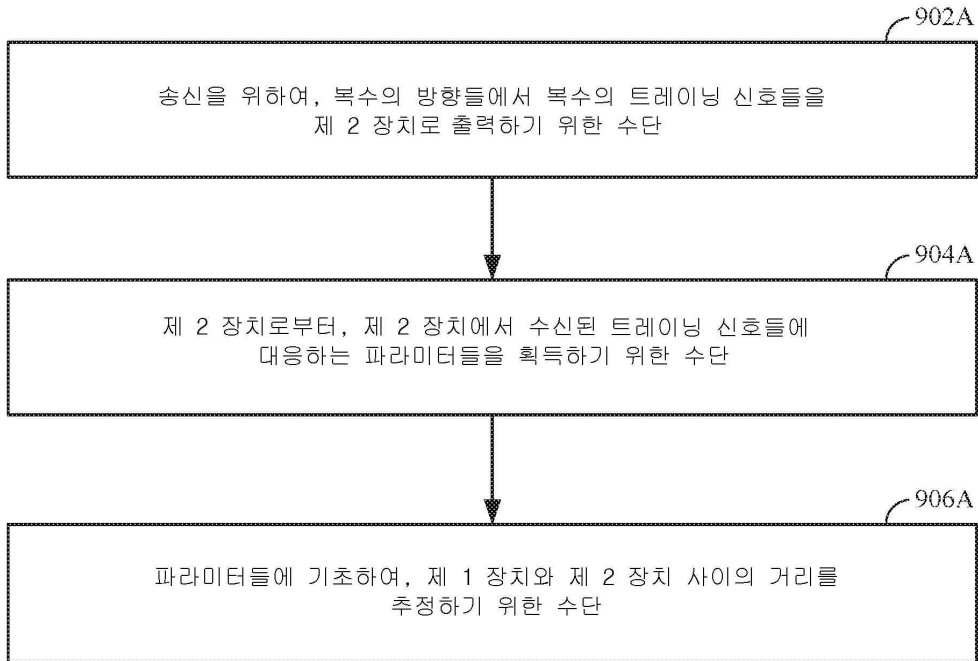 902A
송신을 위하여, 복수의 방향들에서 복수의 트레이닝 신호들을
제 2 장치로 출력하기 위한 수단
904A
제 2 장치로부터, 제 2 장치에서 수신된 트레이닝 신호들에
대응하는 파라미터들을 획득하기 위한 수단
906A
파라미터들에 기초하여, 제 1 장치와 제 2 장치 사이의 거리를
추정하기 위한 수단